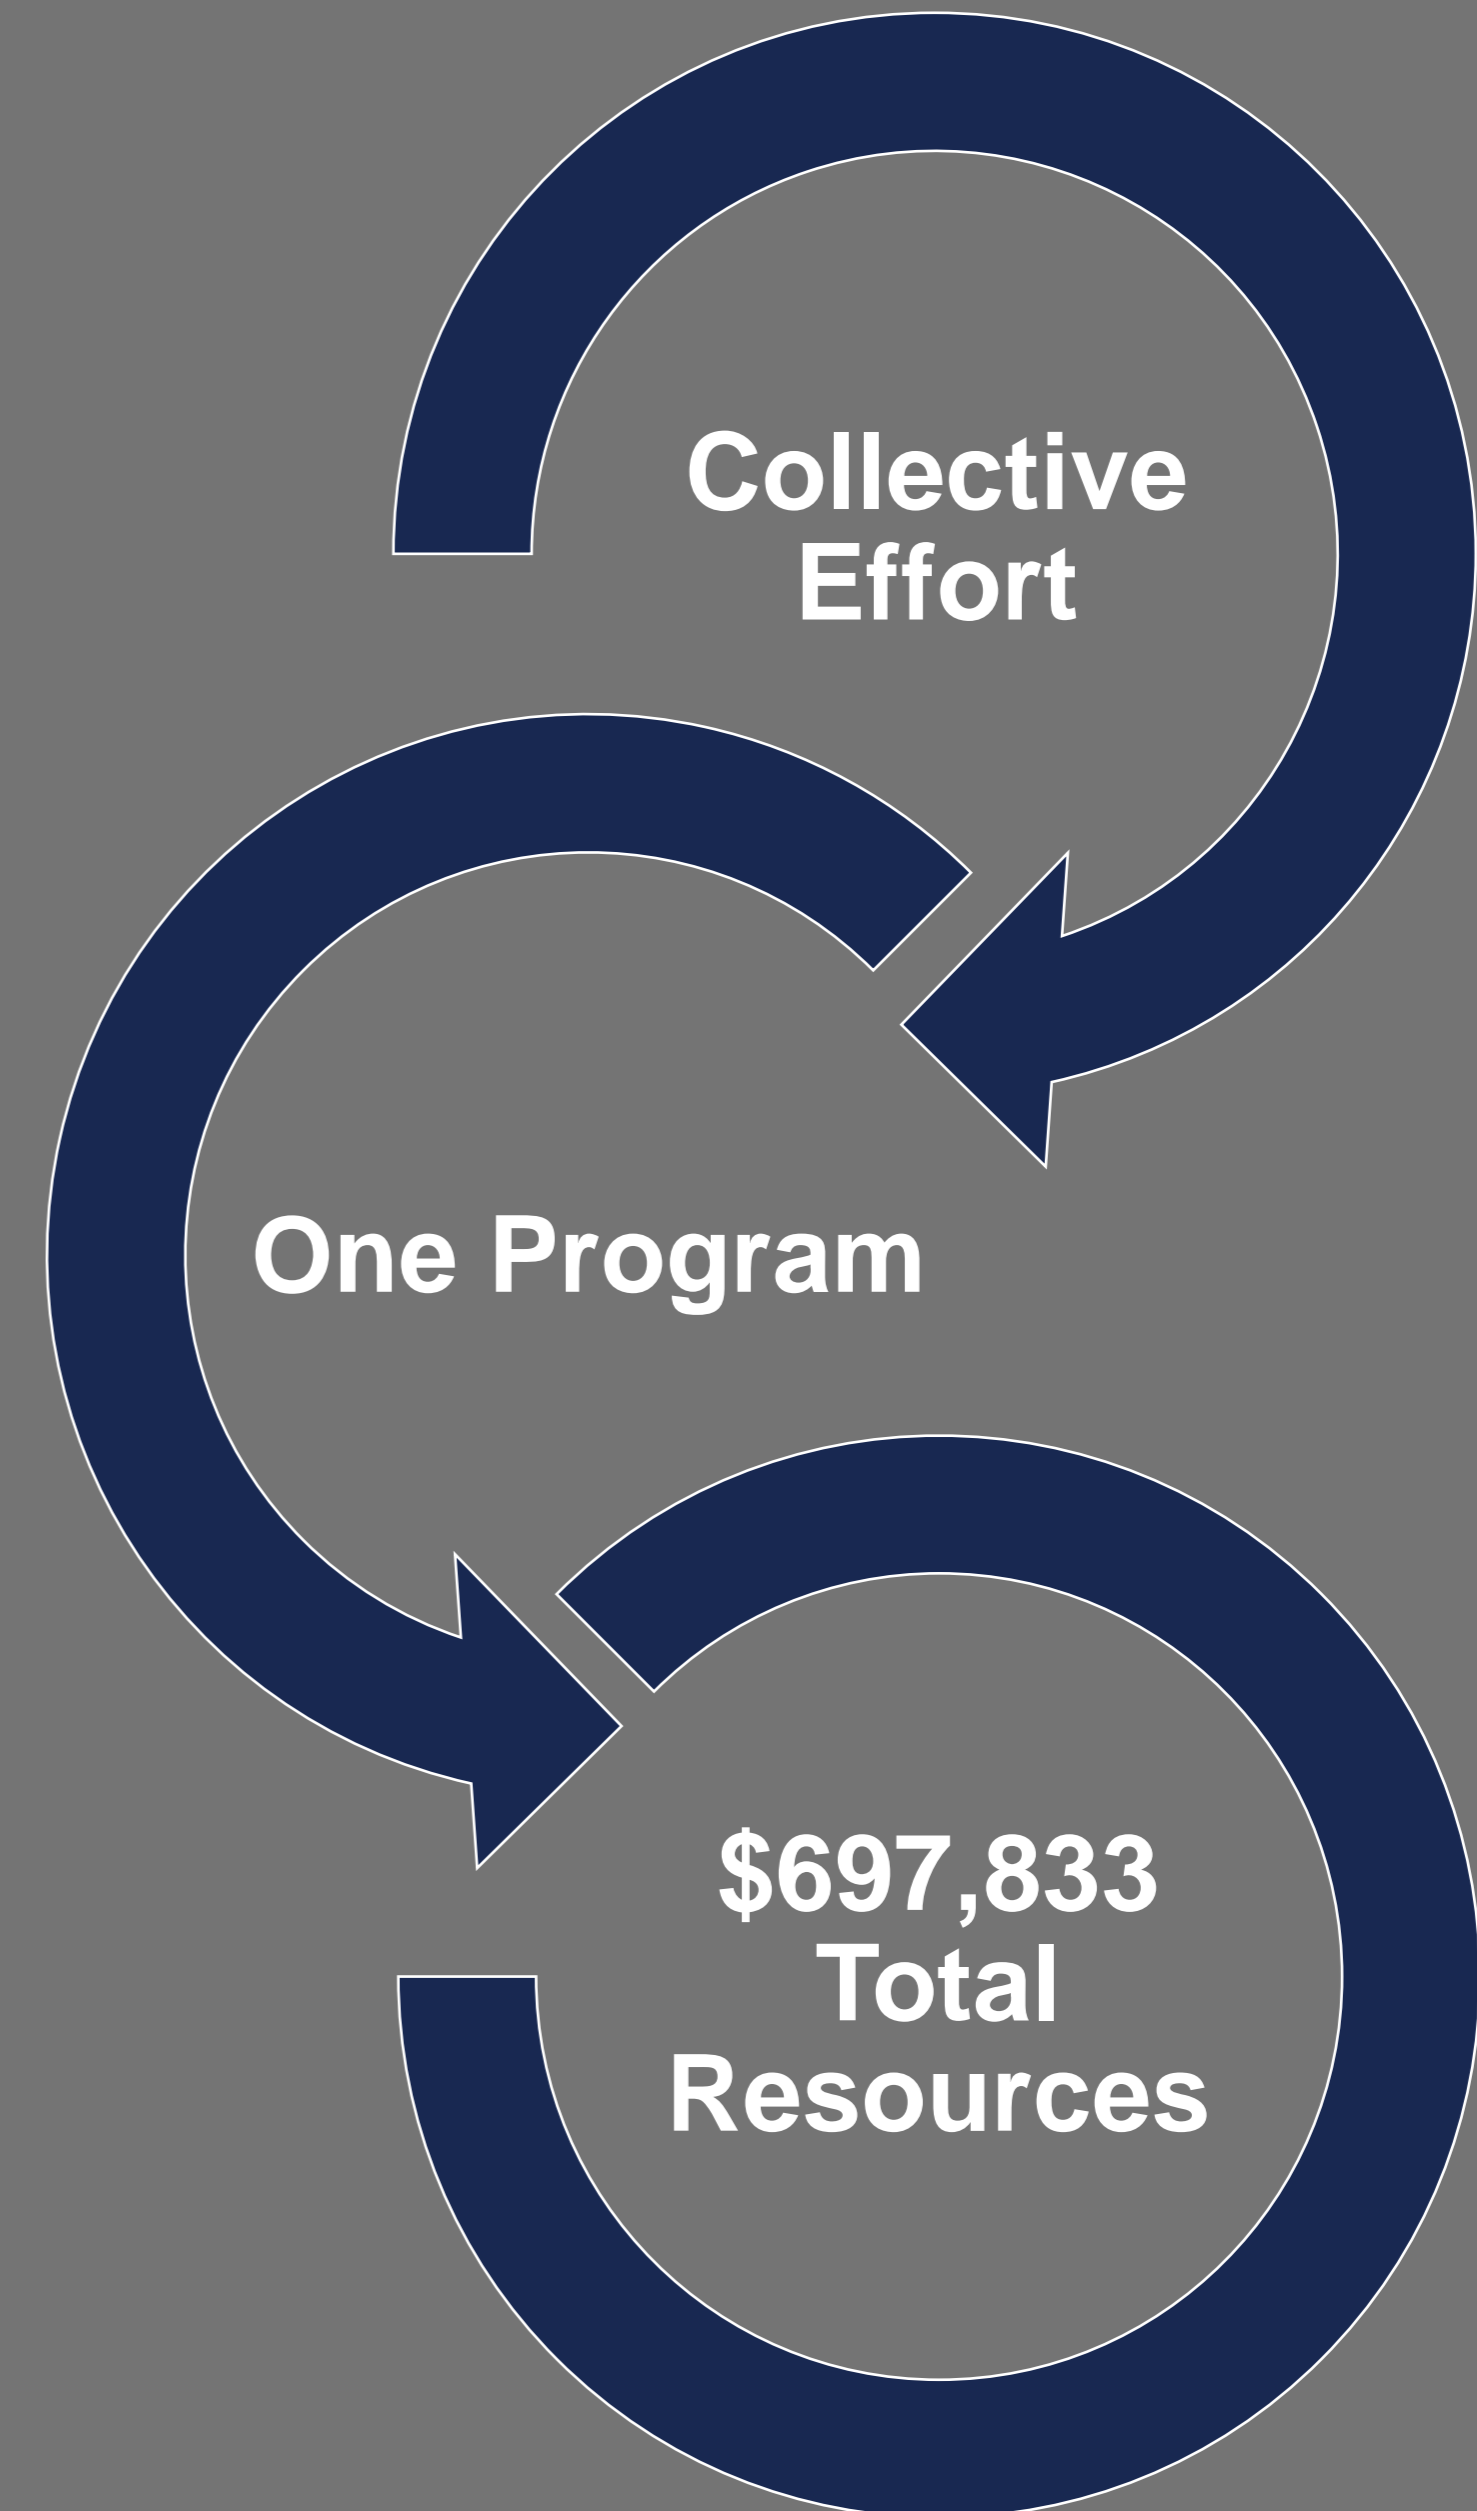 Collective
Effort
One Program
$697,833
Total
Resources